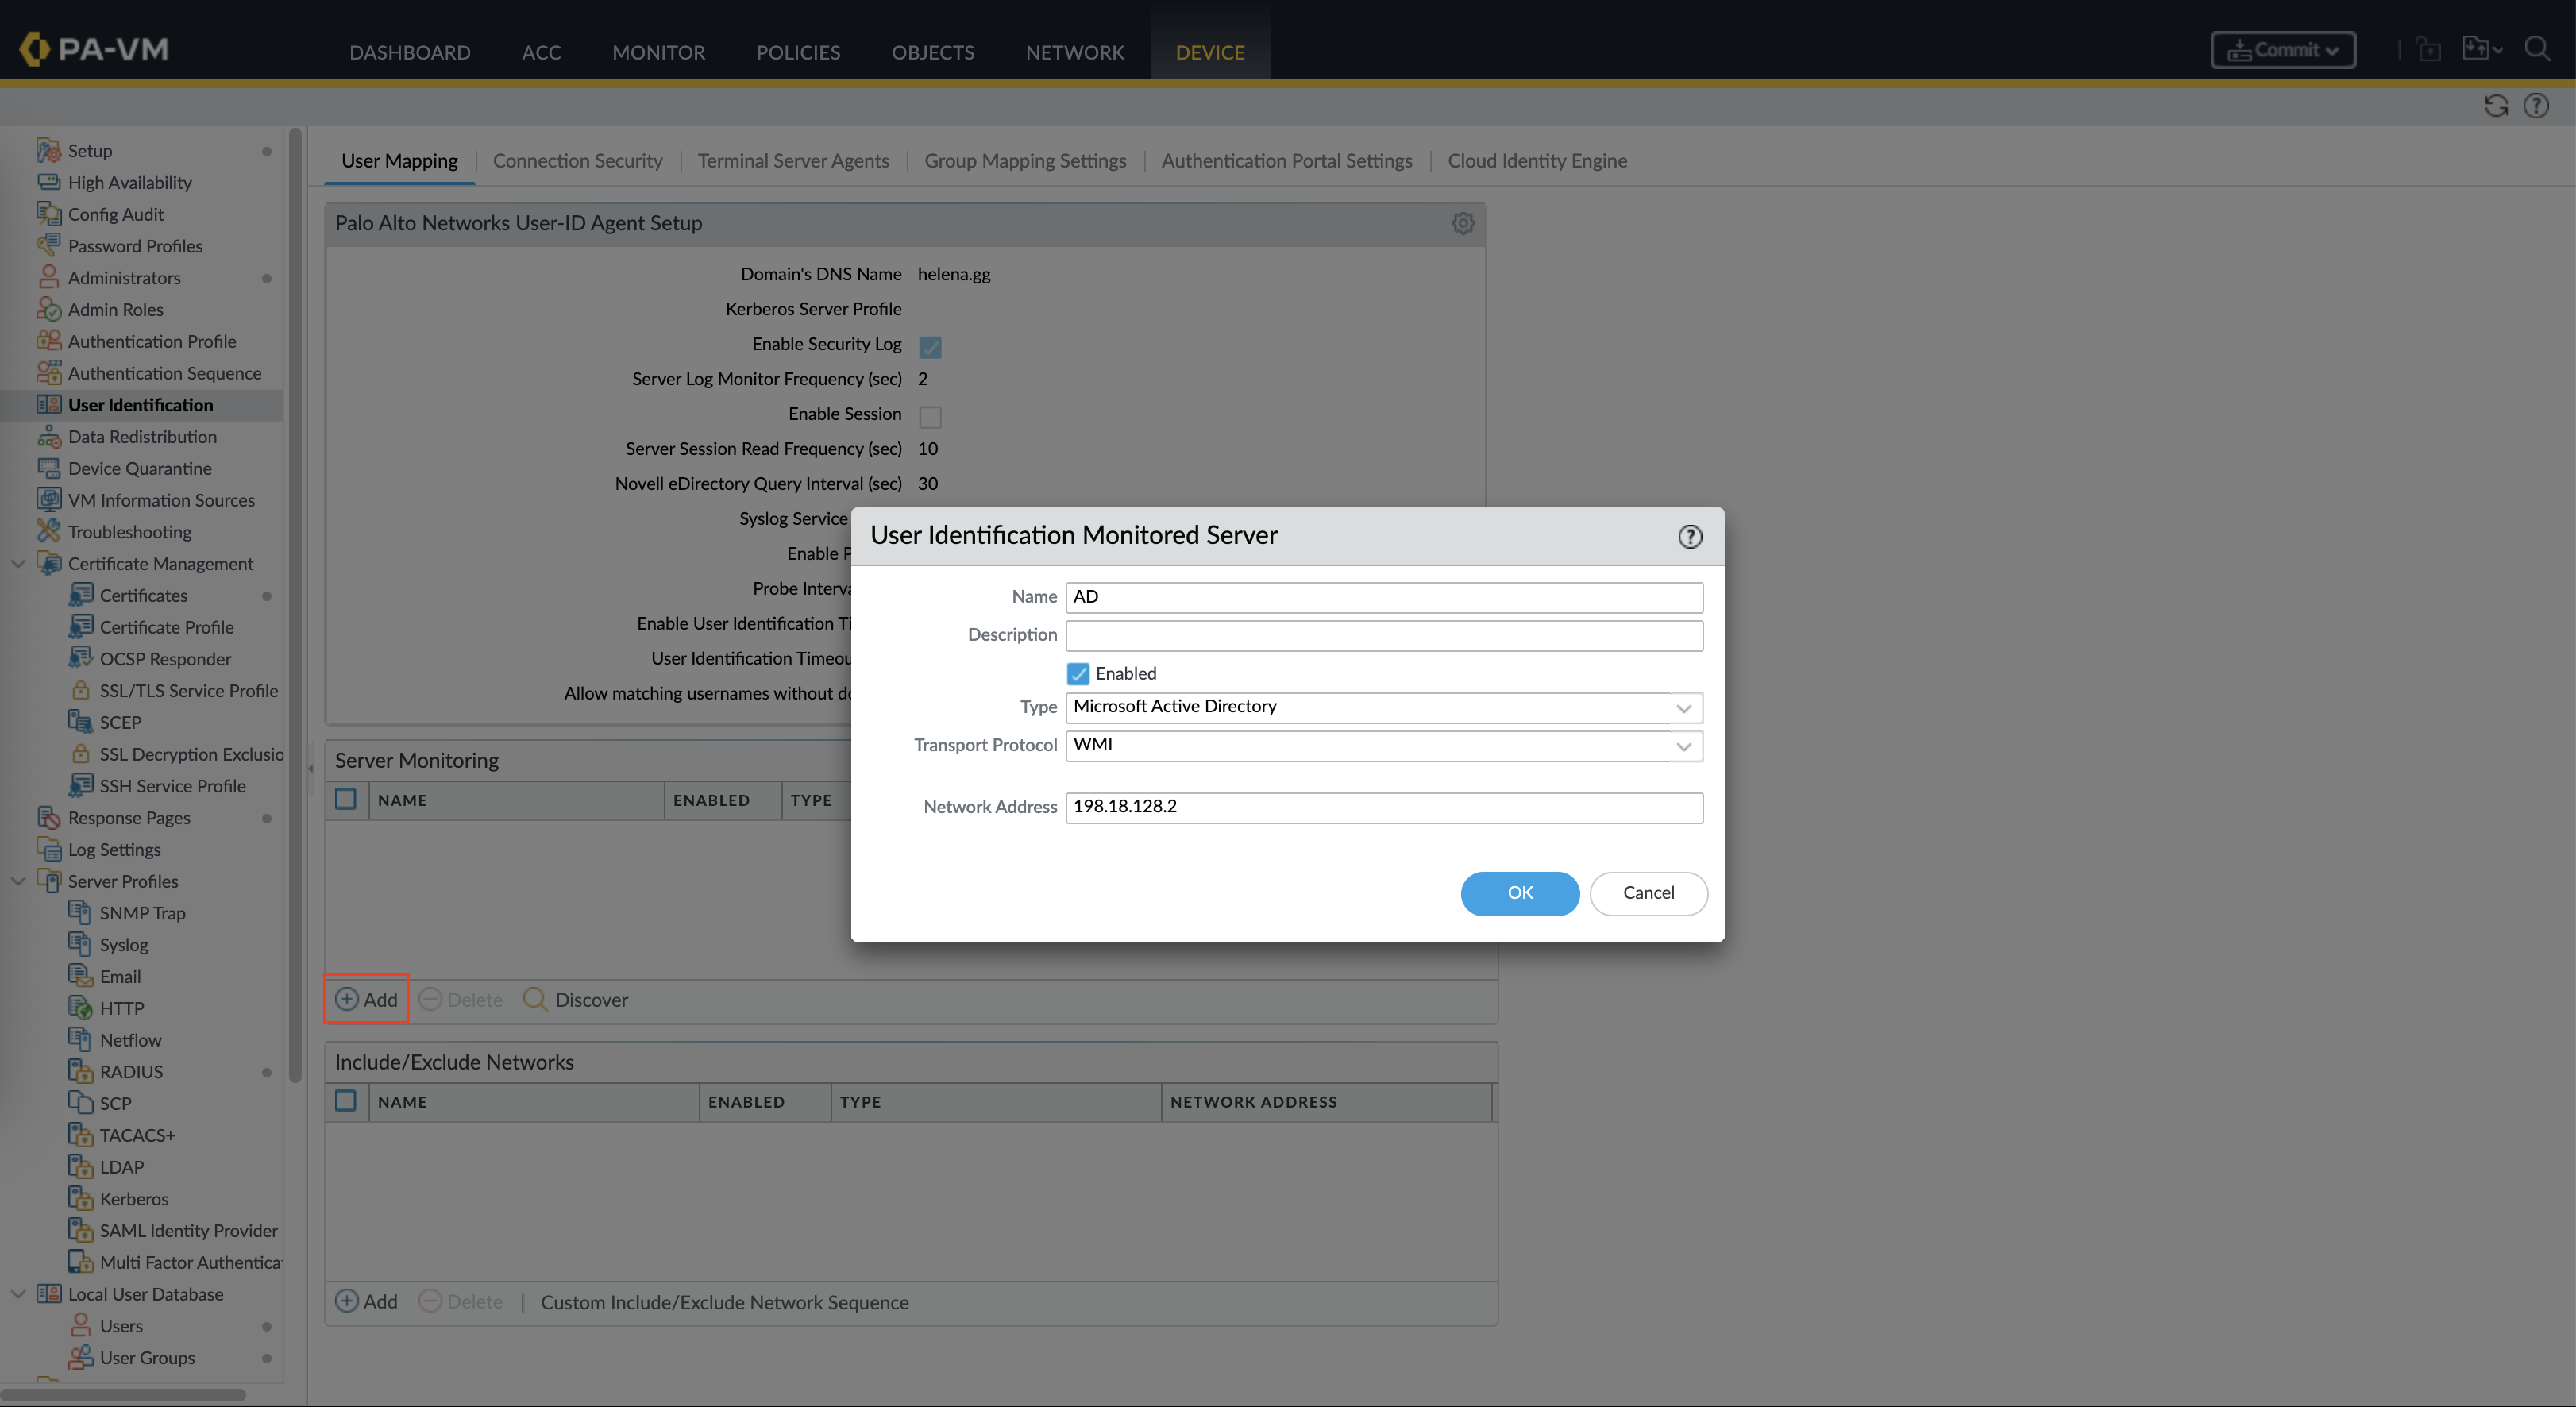 PA-VM
DASHBOARD ACC MONITOR POLICIES OBJECTS NETWORK DEVICE
Commit
Setup
High Availability
Config Audit
Password Profiles
Administrators
Admin Roles
Authentication Profile
Authentication Sequence
User Identification
Data Redistribution
Device Quarantine
VM Information Sources
Troubleshooting
Certificate Management
Certificates
Certificate Profile
OCSP Responder
SSL/TLS Service Profile
SCEP
SSL Decryption Exclusio
SSH Service Profile
Response Pages
Log Settings
Server Profiles
SNMP Trap
Syslog
Email
HTTP
Netflow
RADIUS
SCP
TACACS+
LDAP
Kerberos
SAML Identity Provider
Multi Factor Authentica
Local User Database
Users
User Groups
User Mapping Connection Security Terminal Server Agents Group Mapping Settings Authentication Portal Settings Cloud Identity Engine
Palo Alto Networks User-ID Agent Setup
Domain's DNS Name helena.gg
Kerberos Server Profile
Enable Security Log
Server Log Monitor Frequency (sec) 2
Enable Session
Server Session Read Frequency (sec) 10
Novell eDirectory Query Interval (sec) 30
Syslog Service
Enable P
Probe Interva
Enable User Identification Ti
User Identification Timeou
Allow matching usernames without do
Server Monitoring
NAME ENABLED TYPE
Add Delete Discover
Include/Exclude Networks
NAME ENABLED TYPE NETWORK ADDRESS
Add Delete Custom Include/Exclude Network Sequence
User Identification Monitored Server
Name AD
Description
Enabled
Type Microsoft Active Directory
Transport Protocol WMI
Network Address 198.18.128.2
OK Cancel